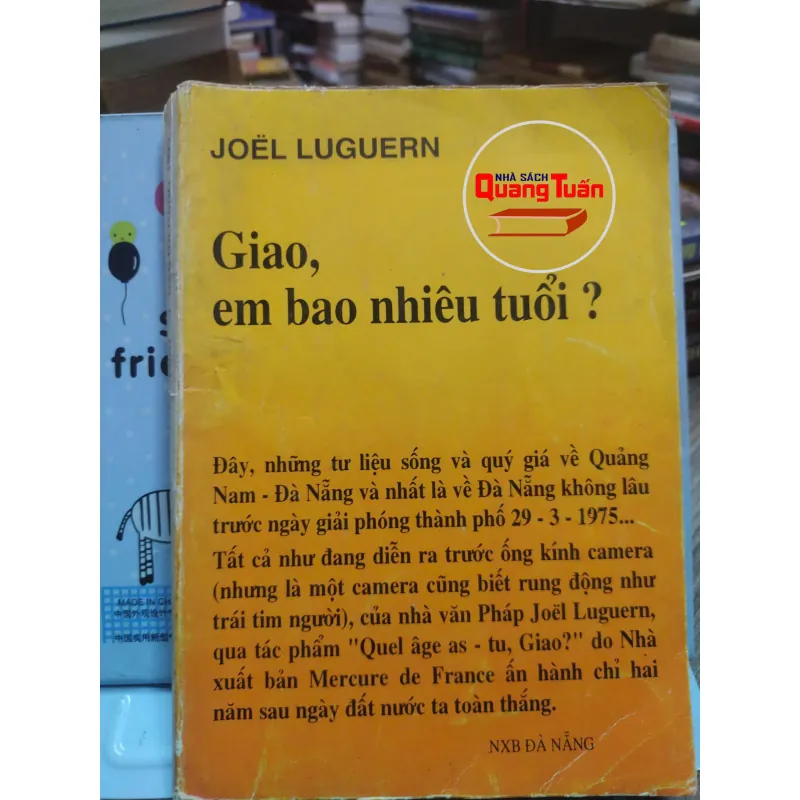 JOËL LUGUERN
NHÀ SÁCH
Quang Tuấn
Giao,
em bao nhiêu tuổi ?
Đây, những tư liệu sống và quý giá về Quảng
Nam - Đà Nẵng và nhất là về Đà Nẵng không lâu
trước ngày giải phóng thành phố 29 - 3 - 1975...
Tất cả như đang diễn ra trước ống kính camera
(nhưng là một camera cũng biết rung động như
trái tim người), của nhà văn Pháp Joël Luguern,
qua tác phẩm "Quel âge as - tu, Giao?" do Nhà
xuất bản Mercure de France ấn hành chỉ hai
năm sau ngày đất nước ta toàn thắng.
NXB ĐÀ NẴNG
frie
MADE IN CH